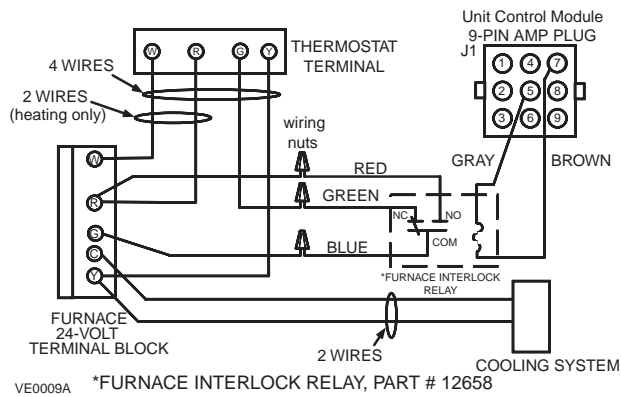 Unit Control Module
9-PIN AMP PLUG
J1
1 4 7
2 5 8
3 6 9
W R G Y
THERMOSTAT
TERMINAL
4 WIRES
2 WIRES
(heating only)
wiring
nuts
GRAY
BROWN
W
R
G
C
Y
RED
GREEN
BLUE
NC
NO
COM
*FURNACE INTERLOCK
RELAY
FURNACE
24-VOLT
TERMINAL BLOCK
2 WIRES
COOLING SYSTEM
VE0009A
*FURNACE INTERLOCK RELAY, PART # 12658